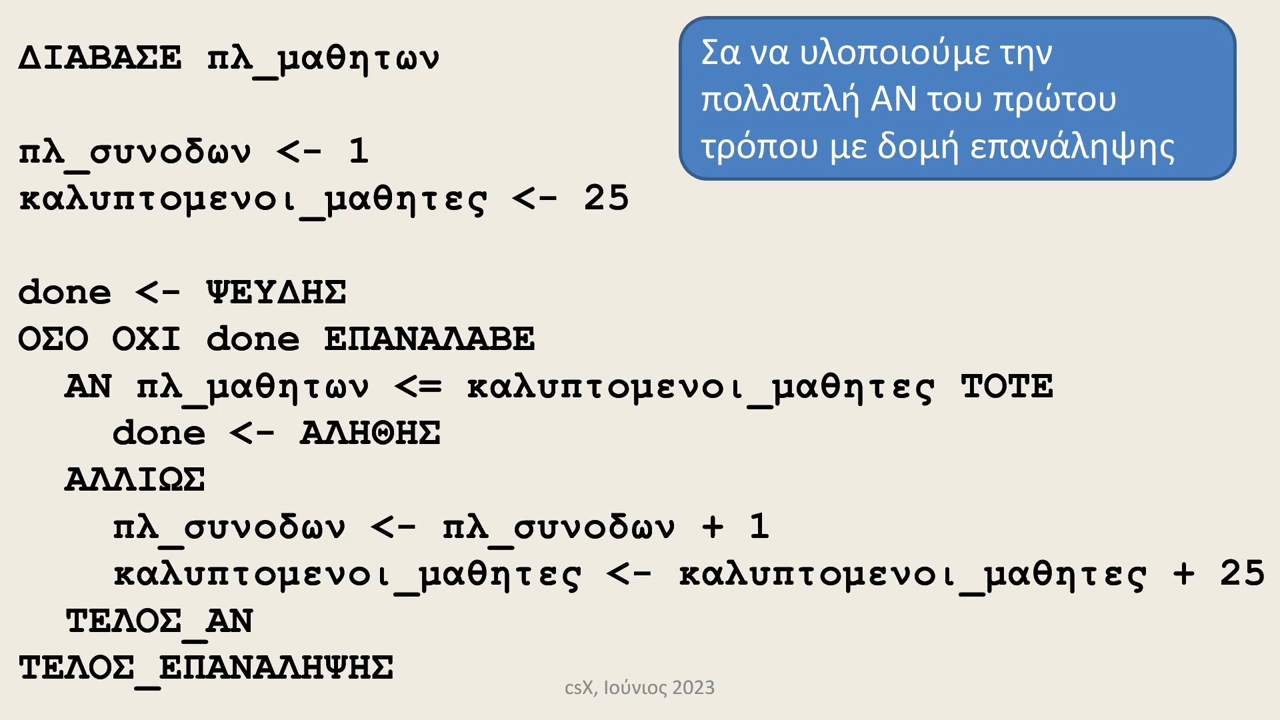 ΔΙΑΒΑΣΕ πλ_μαθητων
Σα να υλοποιούμε την
πολλαπλή ΑΝ του πρώτου
τρόπου με δομή επανάληψης
πλ_συνοδων <- 1
καλυπτομενοι_μαθητες <- 25
done <- ΨΕΥΔΗΣ
ΟΣΟ ΟΧΙ done ΕΠΑΝΑΛΑΒΕ
ΑΝ πλ_μαθητων <= καλυπτομενοι_μαθητες ΤΟΤΕ
done <- ΑΛΗΘΗΣ
ΑΛΛΙΩΣ
πλ_συνοδων <- πλ_συνοδων + 1
καλυπτομενοι_μαθητες <- καλυπτομενοι_μαθητες + 25
ΤΕΛΟΣ_ΑΝ
ΤΕΛΟΣ_ΕΠΑΝΑΛΗΨΗΣ
csX, Ιούνιος 2023